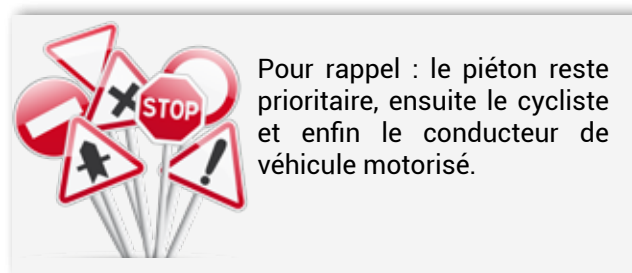 STOP
Pour rappel : le piéton reste
prioritaire, ensuite le cycliste
et enfin le conducteur de
véhicule motorisé.